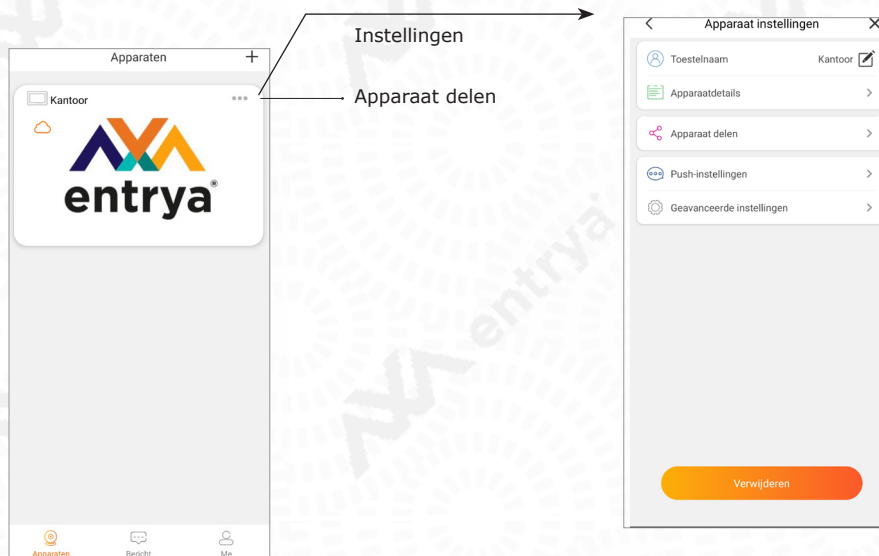 Apparaten +
Kantoor
entrya®
Apparaten
Bericht
Me
Instellingen
Apparaat delen
Apparaat instellingen
Toestelnaam Kantoor
Apparaatdetails
Apparaat delen
Push-instellingen
Geavanceerde instellingen
Verwijderen
entrya®